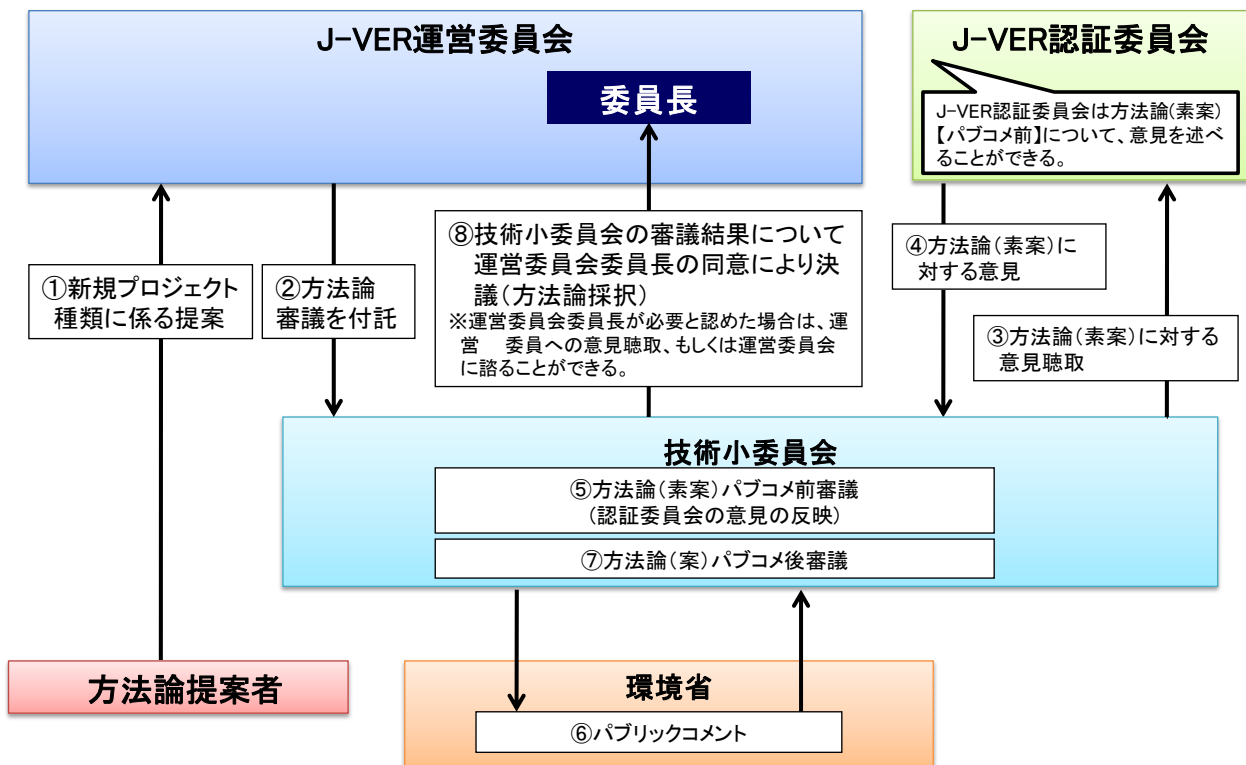 J-VER運営委員会
委員長
J-VER認証委員会
J-VER認証委員会は方法論(素案)
【パブコメ前】について、意見を述べ
ることができる。
①新規プロジェクト
種類に係る提案
②方法論
審議を付託
⑧技術小委員会の審議結果について
運営委員会委員長の同意により決
議(方法論採択)
※運営委員会委員長が必要と認めた場合は、運
営　委員への意見聴取、もしくは運営委員会
に諮ることができる。
④方法論(素案)に
対する意見
③方法論(素案)に対する
意見聴取
技術小委員会
⑤方法論(素案)パブコメ前審議
(認証委員会の意見の反映)
⑦方法論(案)パブコメ後審議
方法論提案者
環境省
⑥パブリックコメント